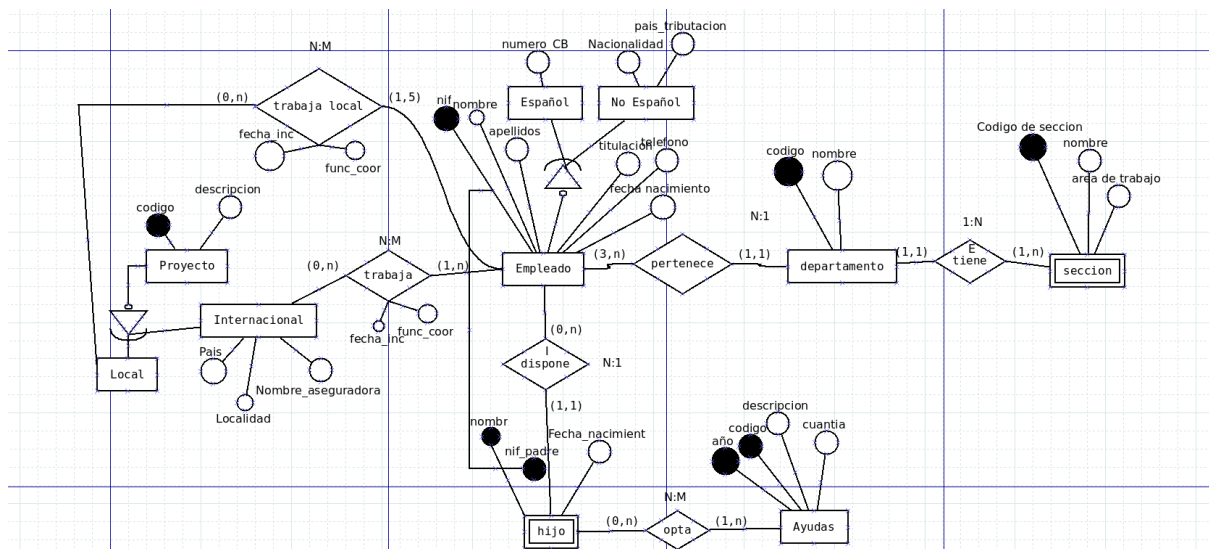 pais_tributacion
numero_CB
Nacionalidad
N:M
Español
No Español
(0,n)
trabaja local
(1,5)
nif
nombre
apellidos
fecha_inc
func_coor
titulacion
telefono
fecha nacimiento
Codigo de seccion
nombre
area de trabajo
codigo
nombre
descripcion
codigo
N:1
1:N
N:M
Proyecto
(0,n)
trabaja
(1,n)
Empleado
(3,n)
pertenece
(1,1)
departamento
(1,1)
E
tiene
(1,n)
seccion
Internacional
fecha_inc
func_coor
(0,n)
Pais
Local
Nombre_aseguradora
Localidad
I
dispone
N:1
(1,1)
nombr
nif_padre
Fecha_nacimient
descripcion
codigo
año
cuantia
N:M
hijo
(0,n)
opta
(1,n)
Ayudas